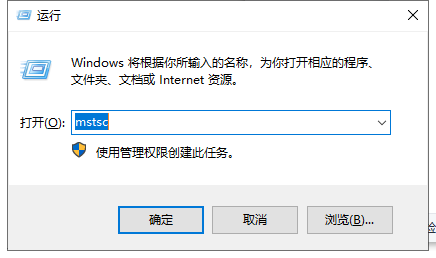 运行
Windows 将根据你所输入的名称，为你打开相应的程序、
文件夹、文档或 Internet 资源。
打开(O): mstsc
使用管理权限创建此任务。
确定 取消 浏览(B)...